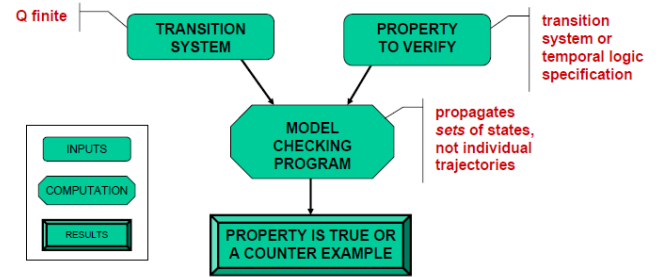 Q finite
TRANSITION
SYSTEM
PROPERTY
TO VERIFY
transition
system or
temporal logic
specification
MODEL
CHECKING
PROGRAM
propagates
sets of states,
not individual
trajectories
INPUTS
COMPUTATION
RESULTS
PROPERTY IS TRUE OR
A COUNTER EXAMPLE